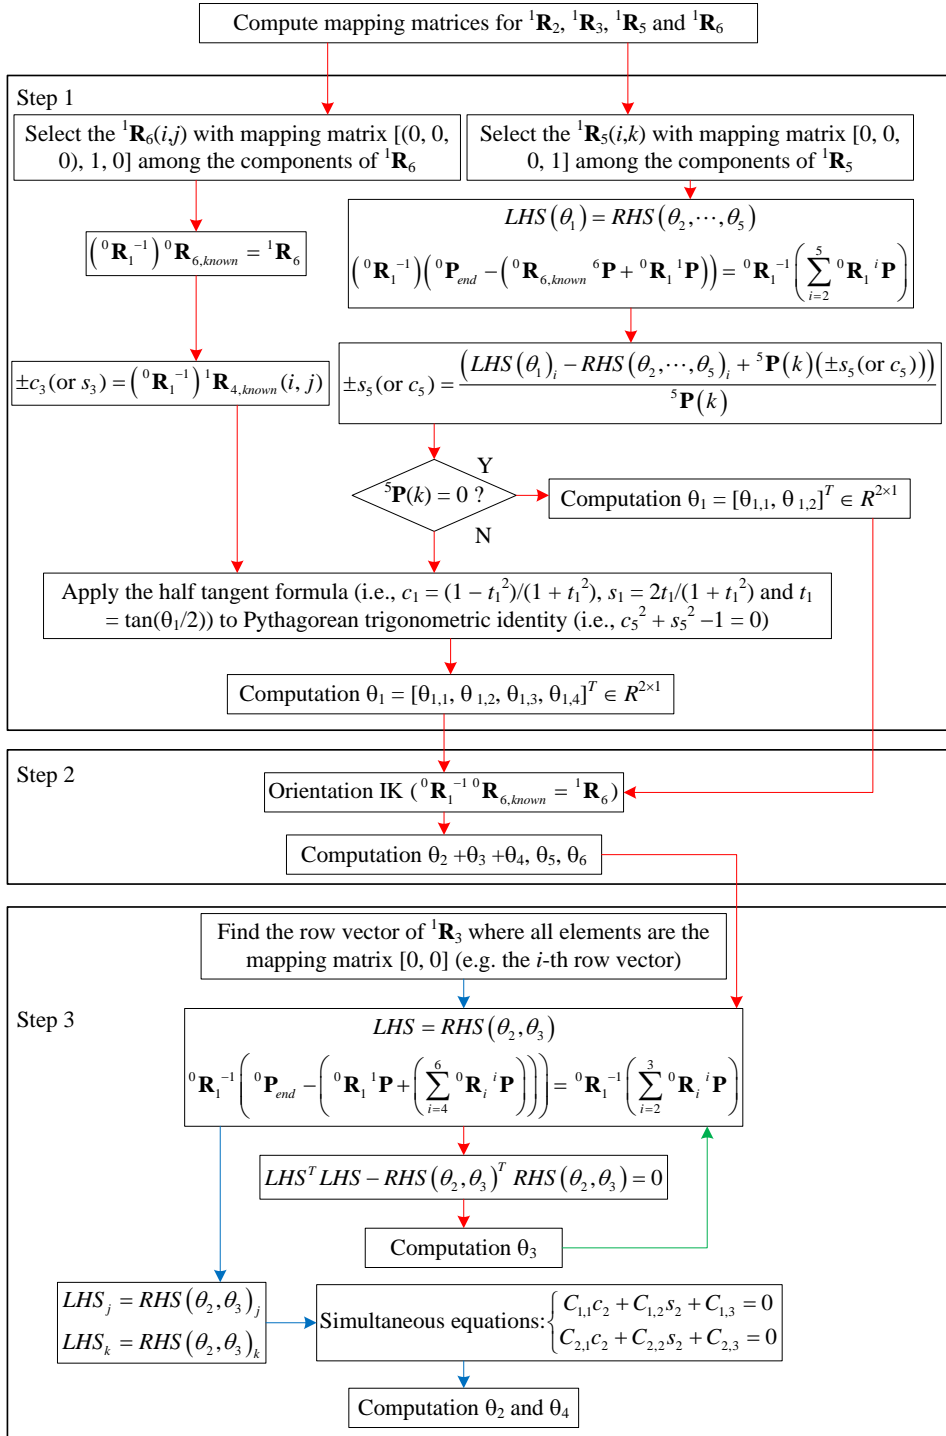 Compute mapping matrices for ¹R₂, ¹R₃, ¹R₅ and ¹R₆
Step 1
Select the ¹R₆(i,j) with mapping matrix [(0, 0,
0), 1, 0] among the components of ¹R₆
Select the ¹R₅(i,k) with mapping matrix [0, 0,
0, 1] among the components of ¹R₅
(⁰R₁⁻¹) ⁰R₆,known = ¹R₆
LHS(θ₁) = RHS(θ₂,⋯,θ₅)
(⁰R₁⁻¹)(⁰P_end − (⁰R₆,known ⁶P + ⁰R₁ ¹P)) = ⁰R₁⁻¹(∑_{i=2}^{5} ⁰R₁ ⁱP)
±c₃(or s₃) = (⁰R₁⁻¹) ¹R₄,known(i, j)
±s₅(or c₅) = (LHS(θ₁)ᵢ − RHS(θ₂,⋯,θ₅)ᵢ + ⁵P(k)(±s₅(or c₅))) / ⁵P(k)
Y
⁵P(k) = 0 ?
Computation θ₁ = [θ₁,₁, θ ₁,₂]ᵀ ∈ R²ˣ¹
N
Apply the half tangent formula (i.e., c₁ = (1 − t₁²)/(1 + t₁²), s₁ = 2t₁/(1 + t₁²) and t₁
= tan(θ₁/2)) to Pythagorean trigonometric identity (i.e., c₅² + s₅² −1 = 0)
Computation θ₁ = [θ₁,₁, θ ₁,₂, θ₁,₃, θ₁,₄]ᵀ ∈ R²ˣ¹
Step 2
Orientation IK ( ⁰R₁⁻¹ ⁰R₆,known = ¹R₆)
Computation θ₂ +θ₃ +θ₄, θ₅, θ₆
Find the row vector of ¹R₃ where all elements are the
mapping matrix [0, 0] (e.g. the i-th row vector)
Step 3
LHS = RHS(θ₂,θ₃)
⁰R₁⁻¹(⁰P_end − (⁰R₁ ¹P + (∑_{i=4}^{6} ⁰Rᵢ ⁱP))) = ⁰R₁⁻¹(∑_{i=2}^{3} ⁰Rᵢ ⁱP)
LHSᵀ LHS − RHS(θ₂,θ₃)ᵀ RHS(θ₂,θ₃) = 0
Computation θ₃
LHS_j = RHS(θ₂,θ₃)_j
LHS_k = RHS(θ₂,θ₃)_k
Simultaneous equations: { C₁,₁c₂ + C₁,₂s₂ + C₁,₃ = 0
C₂,₁c₂ + C₂,₂s₂ + C₂,₃ = 0
Computation θ₂ and θ₄